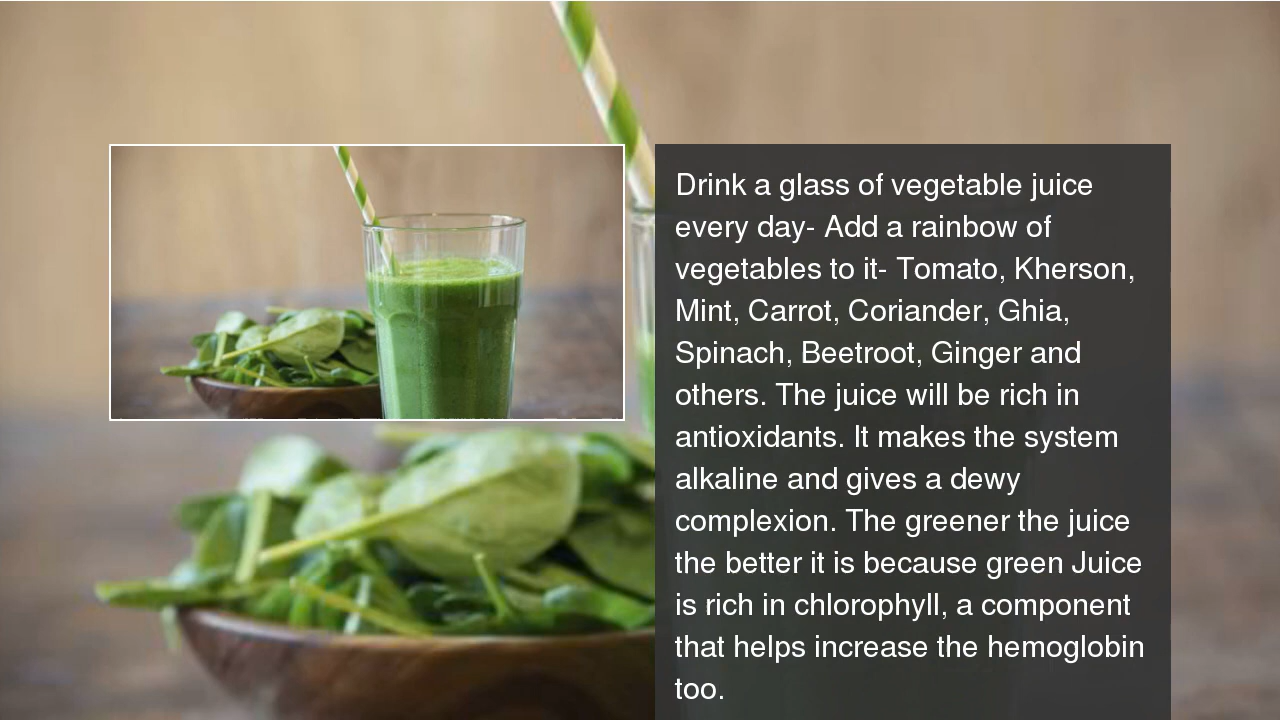 Drink a glass of vegetable juice
every day- Add a rainbow of
vegetables to it- Tomato, Kherson,
Mint, Carrot, Coriander, Ghia,
Spinach, Beetroot, Ginger and
others. The juice will be rich in
antioxidants. It makes the system
alkaline and gives a dewy
complexion. The greener the juice
the better it is because green Juice
is rich in chlorophyll, a component
that helps increase the hemoglobin
too.